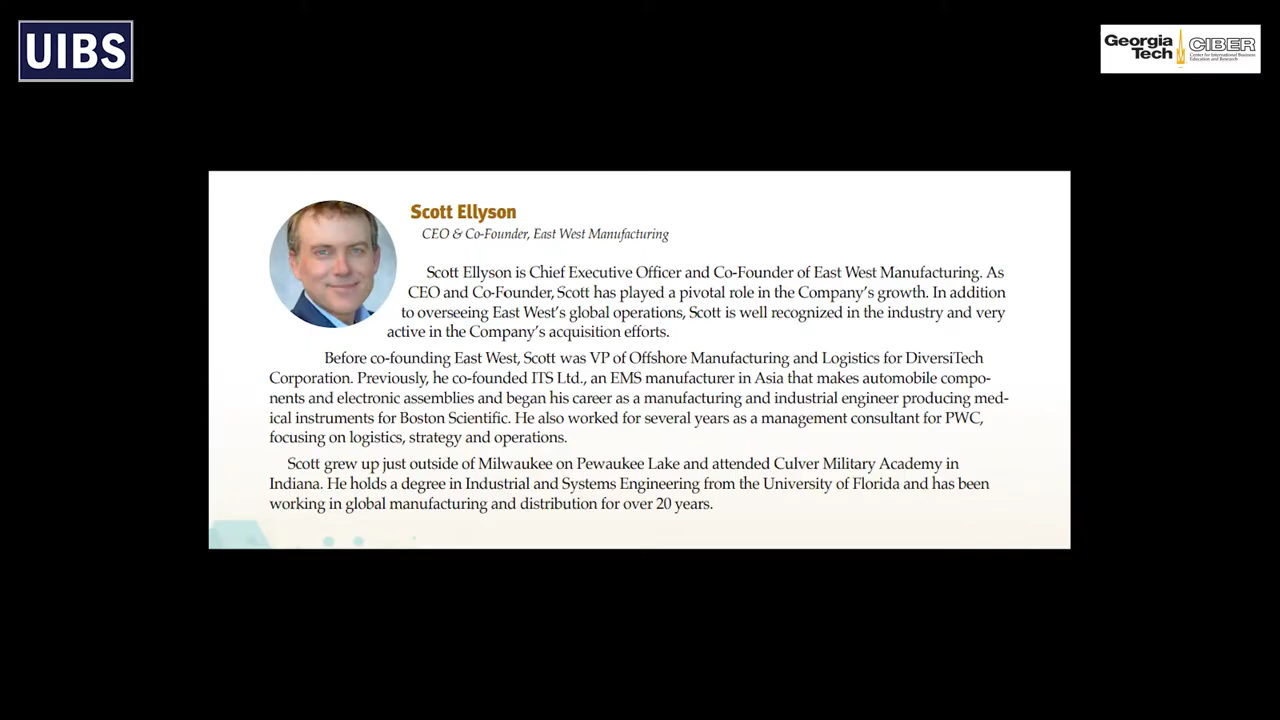 UIBS
Georgia
Tech
CIBER
Center for International Business
Education and Research
Scott Ellyson
CEO & Co-Founder, East West Manufacturing
Scott Ellyson is Chief Executive Officer and Co-Founder of East West Manufacturing. As
CEO and Co-Founder, Scott has played a pivotal role in the Company's growth. In addition
to overseeing East West's global operations, Scott is well recognized in the industry and very
active in the Company's acquisition efforts.
Before co-founding East West, Scott was VP of Offshore Manufacturing and Logistics for DiversiTech
Corporation. Previously, he co-founded ITS Ltd., an EMS manufacturer in Asia that makes automobile compo-
nents and electronic assemblies and began his career as a manufacturing and industrial engineer producing med-
ical instruments for Boston Scientific. He also worked for several years as a management consultant for PWC,
focusing on logistics, strategy and operations.
Scott grew up just outside of Milwaukee on Pewaukee Lake and attended Culver Military Academy in
Indiana. He holds a degree in Industrial and Systems Engineering from the University of Florida and has been
working in global manufacturing and distribution for over 20 years.